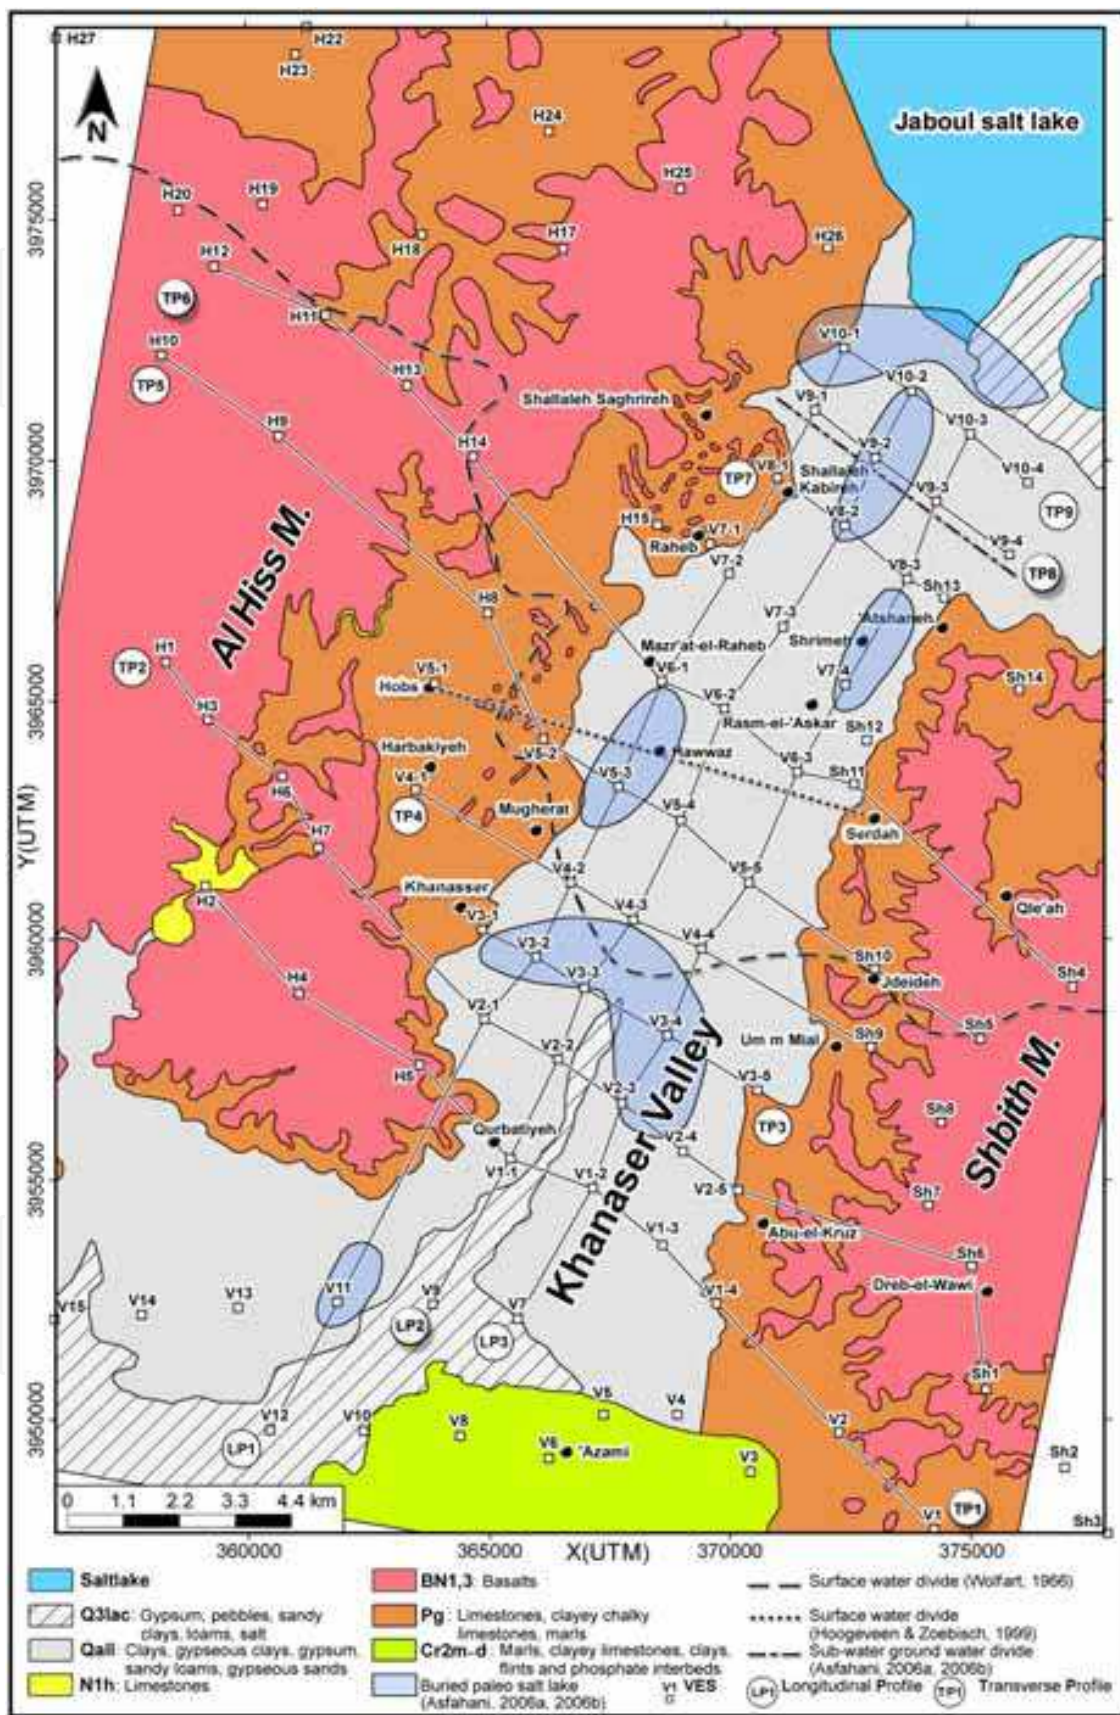 H27
H22
H23
N
H24
Jaboul salt lake
H25
H20
H19
H18
H17
H26
3975000
H12
TP6
H11
H10
TP5
V10-1
H13
V10-2
Shallaleh Saghrireh
V9-1
H9
V10-3
H14
V9-2
3970000
TP7
V8-1
Shallaleh
Kabireh
V10-4
V9-3
TP9
H15
V8-2
Raheb
V7-1
V9-4
Al Hiss M.
V7-2
V8-3
TP8
Sh13
H8
V7-3
'Atshaneh
Shrimeh
H1
TP2
Mazr'at-el-Raheb
V5-1
V6-1
V7-4
Sh14
Hobs
3965000
H3
V6-2
Rasm-el-'Askar
Sh12
Harbakiyeh
V5-2
Hawwaz
V4-1
V5-3
V6-3
Sh11
H6
TP4
Mugherat
V5-4
Serdah
Y(UTM)
H7
V4-2
V5-5
H2
Khanasser
Qle'ah
V3-1
V4-3
3960000
V3-2
V4-4
Sh10
Jdeideh
H4
V3-3
Sh4
V2-1
Sh5
V3-4
Um m Mial
Sh9
V2-2
H5
V2-3
V3-5
Khanaser Valley
Shbith M.
Sh8
TP3
Qurbatiyeh
V2-4
V1-1
V1-2
V2-5
3955000
Sh7
Abu-el-Kruz
V1-3
Sh6
Dreb-el-Wawi
V15
V14
V13
V11
V9
V7
V1-4
LP2
LP3
Sh1
V12
V10
V8
V5
V4
V2
3950000
LP1
V6
'Azami
V3
Sh2
0 1.1 2.2 3.3 4.4 km
V1
TP1
Sh3
360000 365000 X(UTM) 370000 375000
Saltlake
Q3lac: Gypsum, pebbles, sandy
clays, loams, salt
Qall: Clays, gypseous clays, gypsum,
sandy loams, gypseous sands
N1h: Limestones
BN1,3: Basalts
Pg: Limestones, clayey chalky
limestones, marls
Cr2m-d: Marls, clayey limestones, clays,
flints and phosphate interbeds
Buried paleo salt lake
(Asfahani, 2006a, 2006b)
V1 VES
Surface water divide (Wolfart, 1966)
Surface water divide
(Hoogeveen & Zoebisch, 1999)
Sub-water ground water divide
(Asfahani, 2006a, 2006b)
LP1 Longitudinal Profile
TP1 Transverse Profile